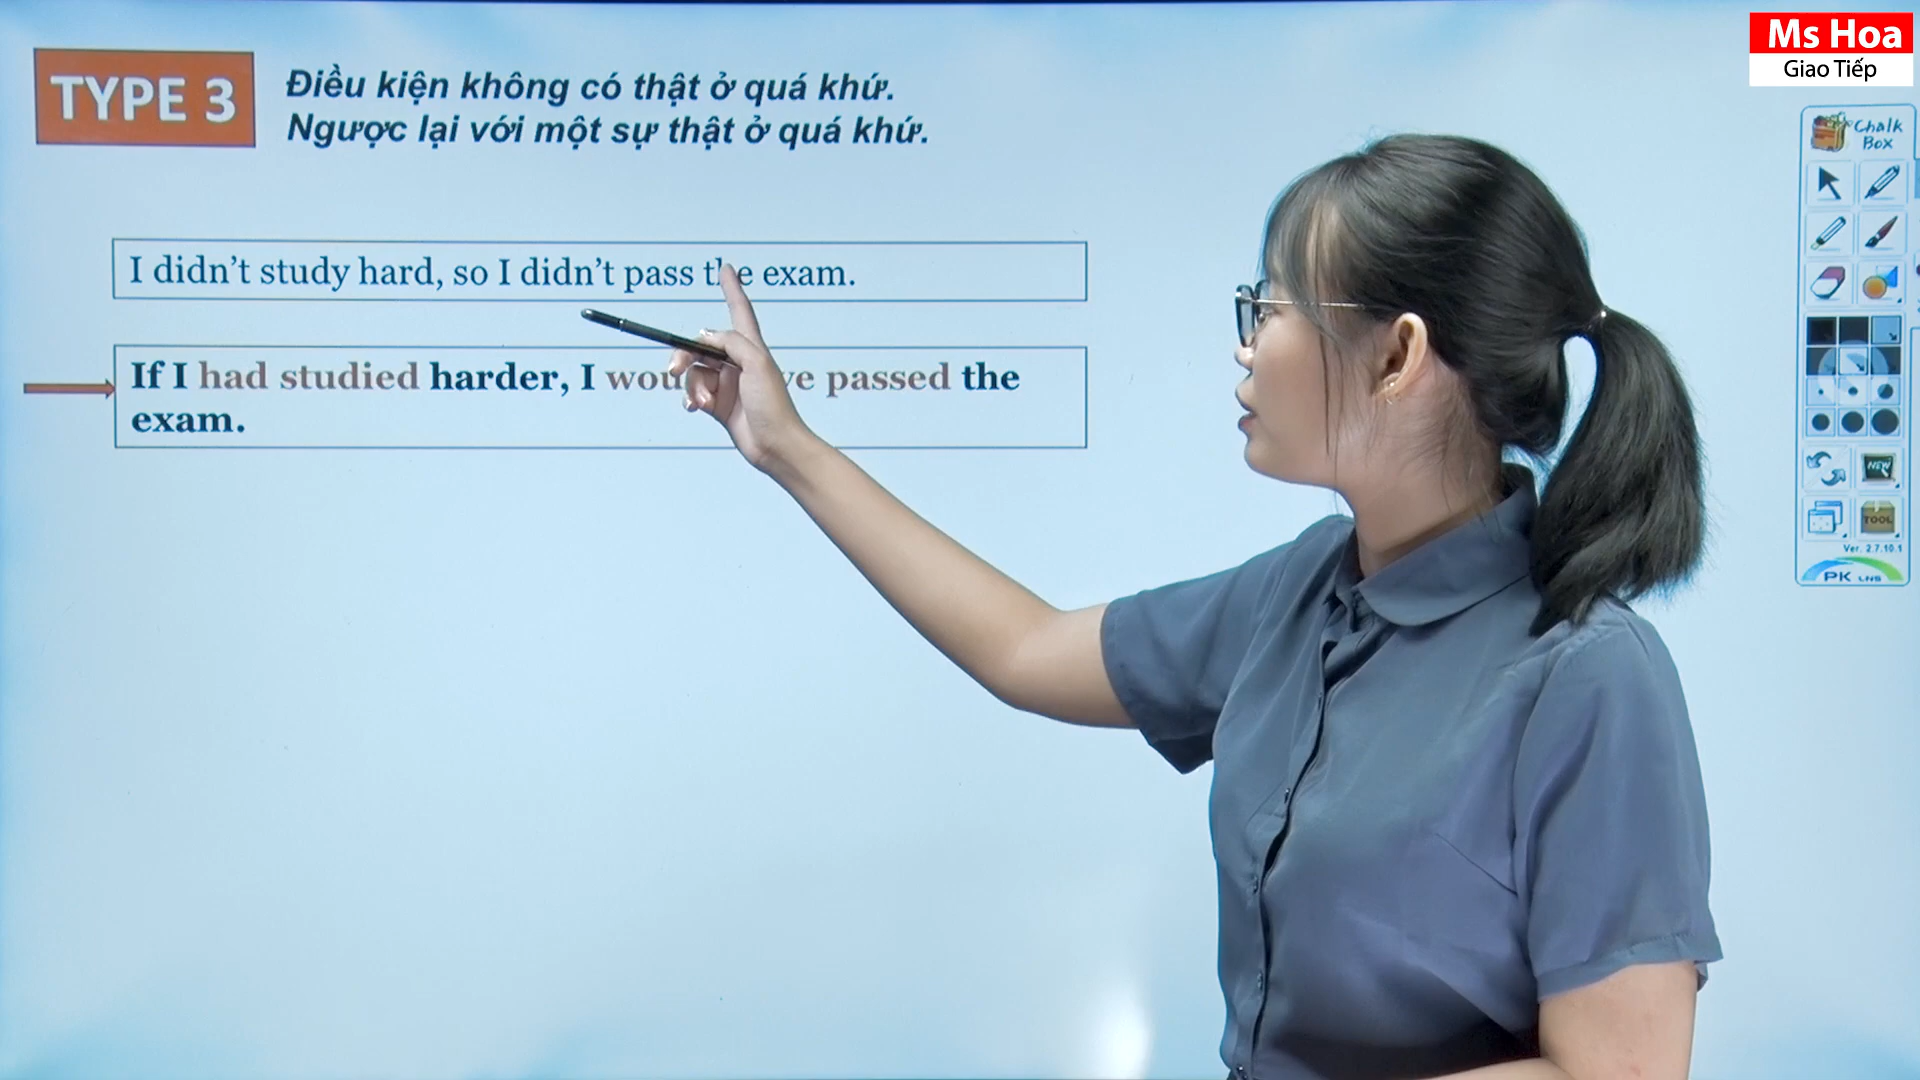 Ms Hoa
Giao Tiếp
TYPE 3
Điều kiện không có thật ở quá khứ.
Ngược lại với một sự thật ở quá khứ.
Chalk
Box
I didn't study hard, so I didn't pass the exam.
If I had studied harder, I passed the
exam.
NEW
TOOL
Ver. 2.7.10.1
PK LNS